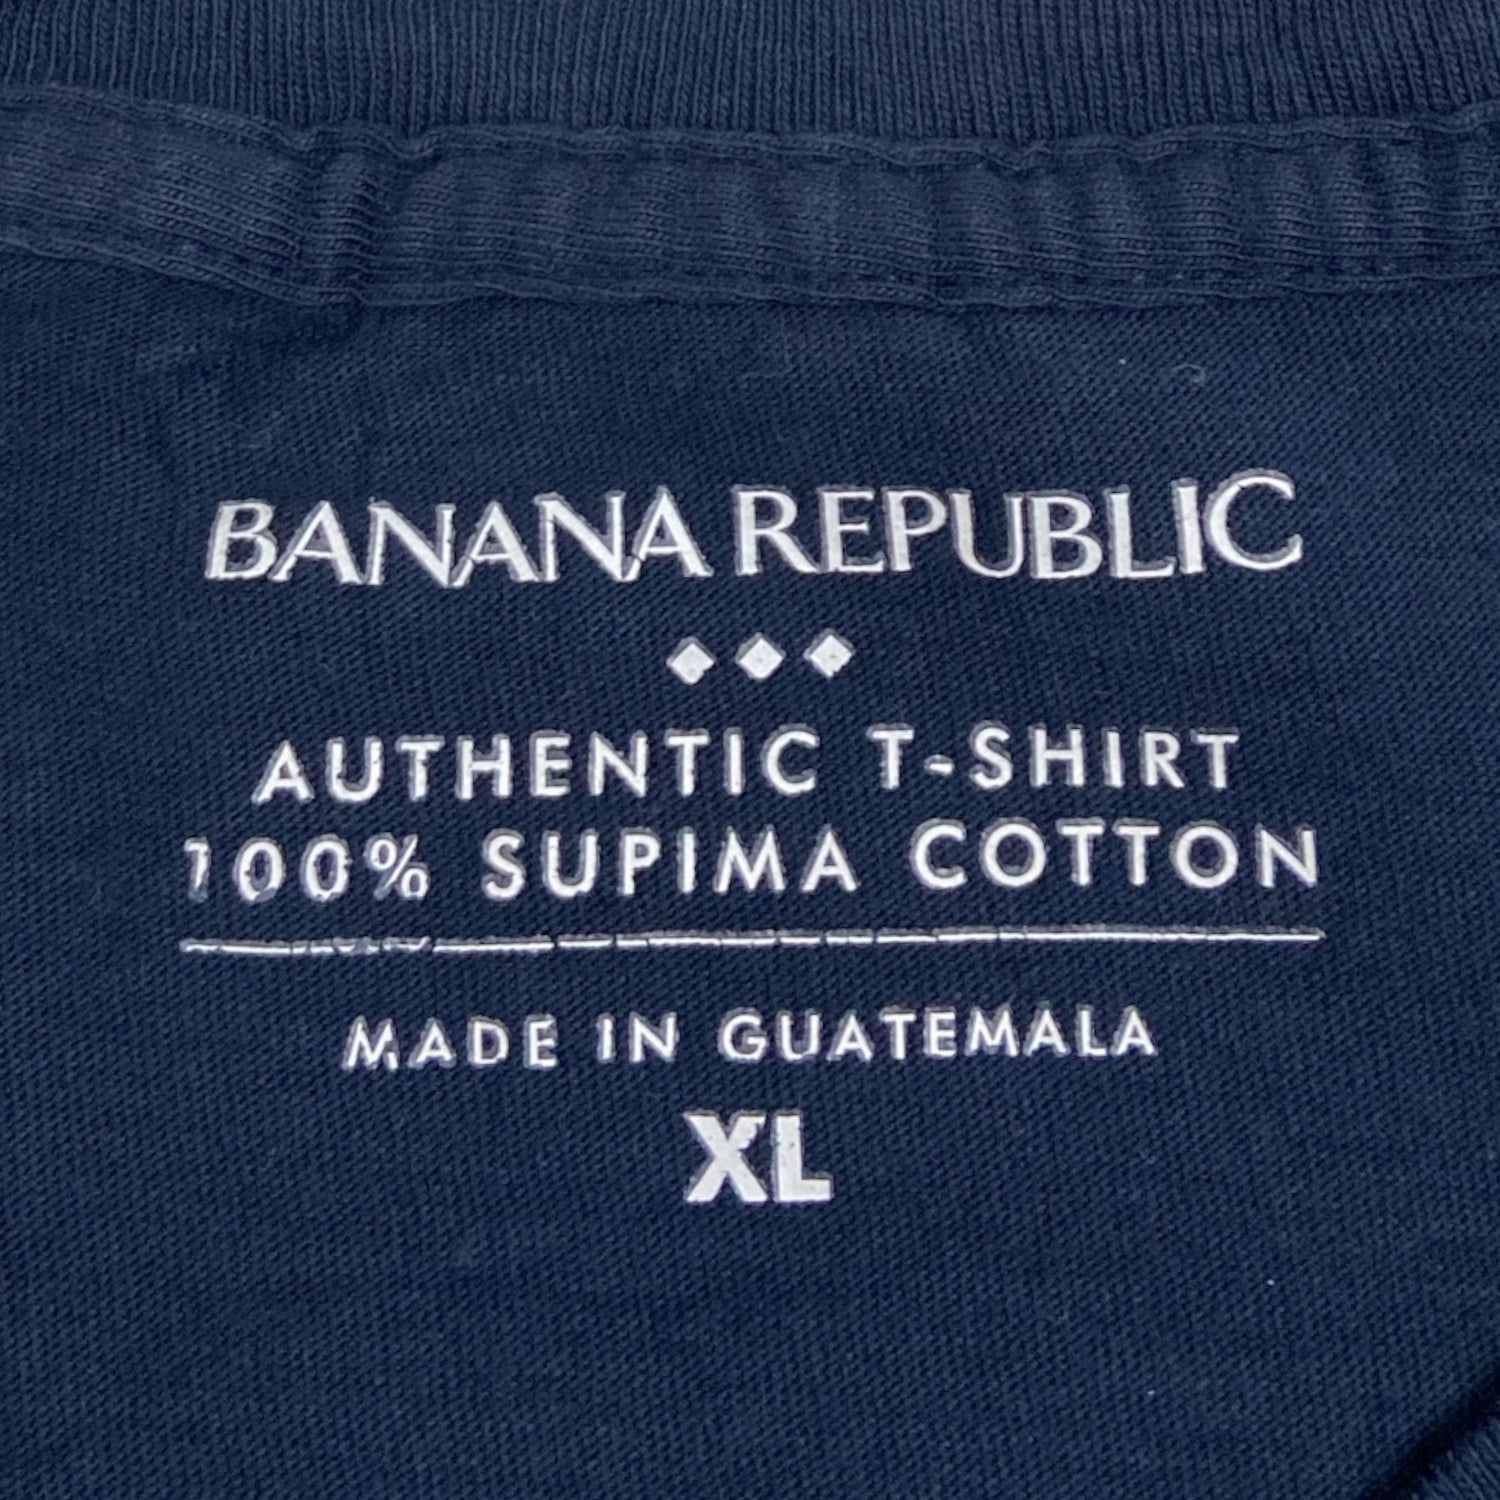 BANANA REPUBLIC
AUTHENTIC T-SHIRT
100% SUPIMA COTTON
MADE IN GUATEMALA
XL